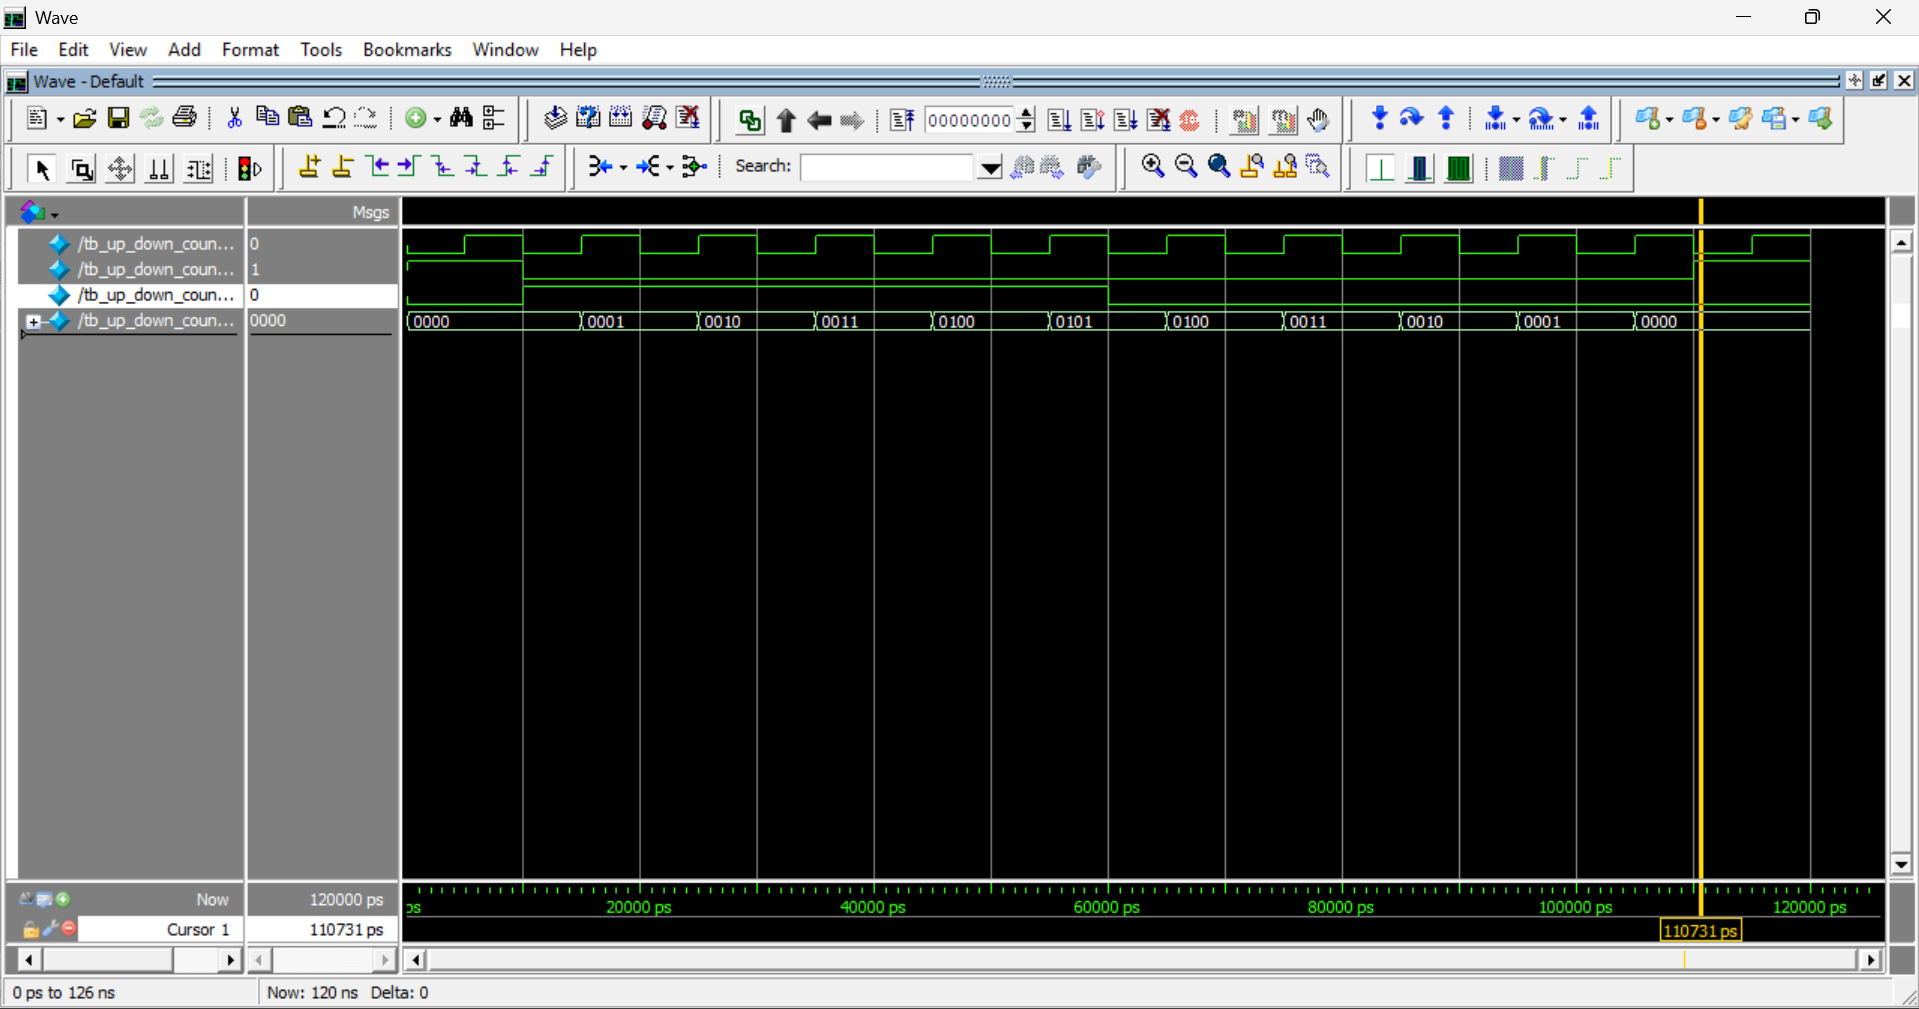 Wave
File Edit View Add Format Tools Bookmarks Window Help
Wave - Default
00000000
Search:
Msgs
/tb_up_down_coun... 0
/tb_up_down_coun... 1
/tb_up_down_coun... 0
/tb_up_down_coun... 0000 0000 0001 0010 0011 0100 0101 0100 0011 0010 0001 0000
Now 120000 ps ps 20000 ps 40000 ps 60000 ps 80000 ps 100000 ps 120000 ps
Cursor 1 110731 ps 110731 ps
0 ps to 126 ns Now: 120 ns Delta: 0